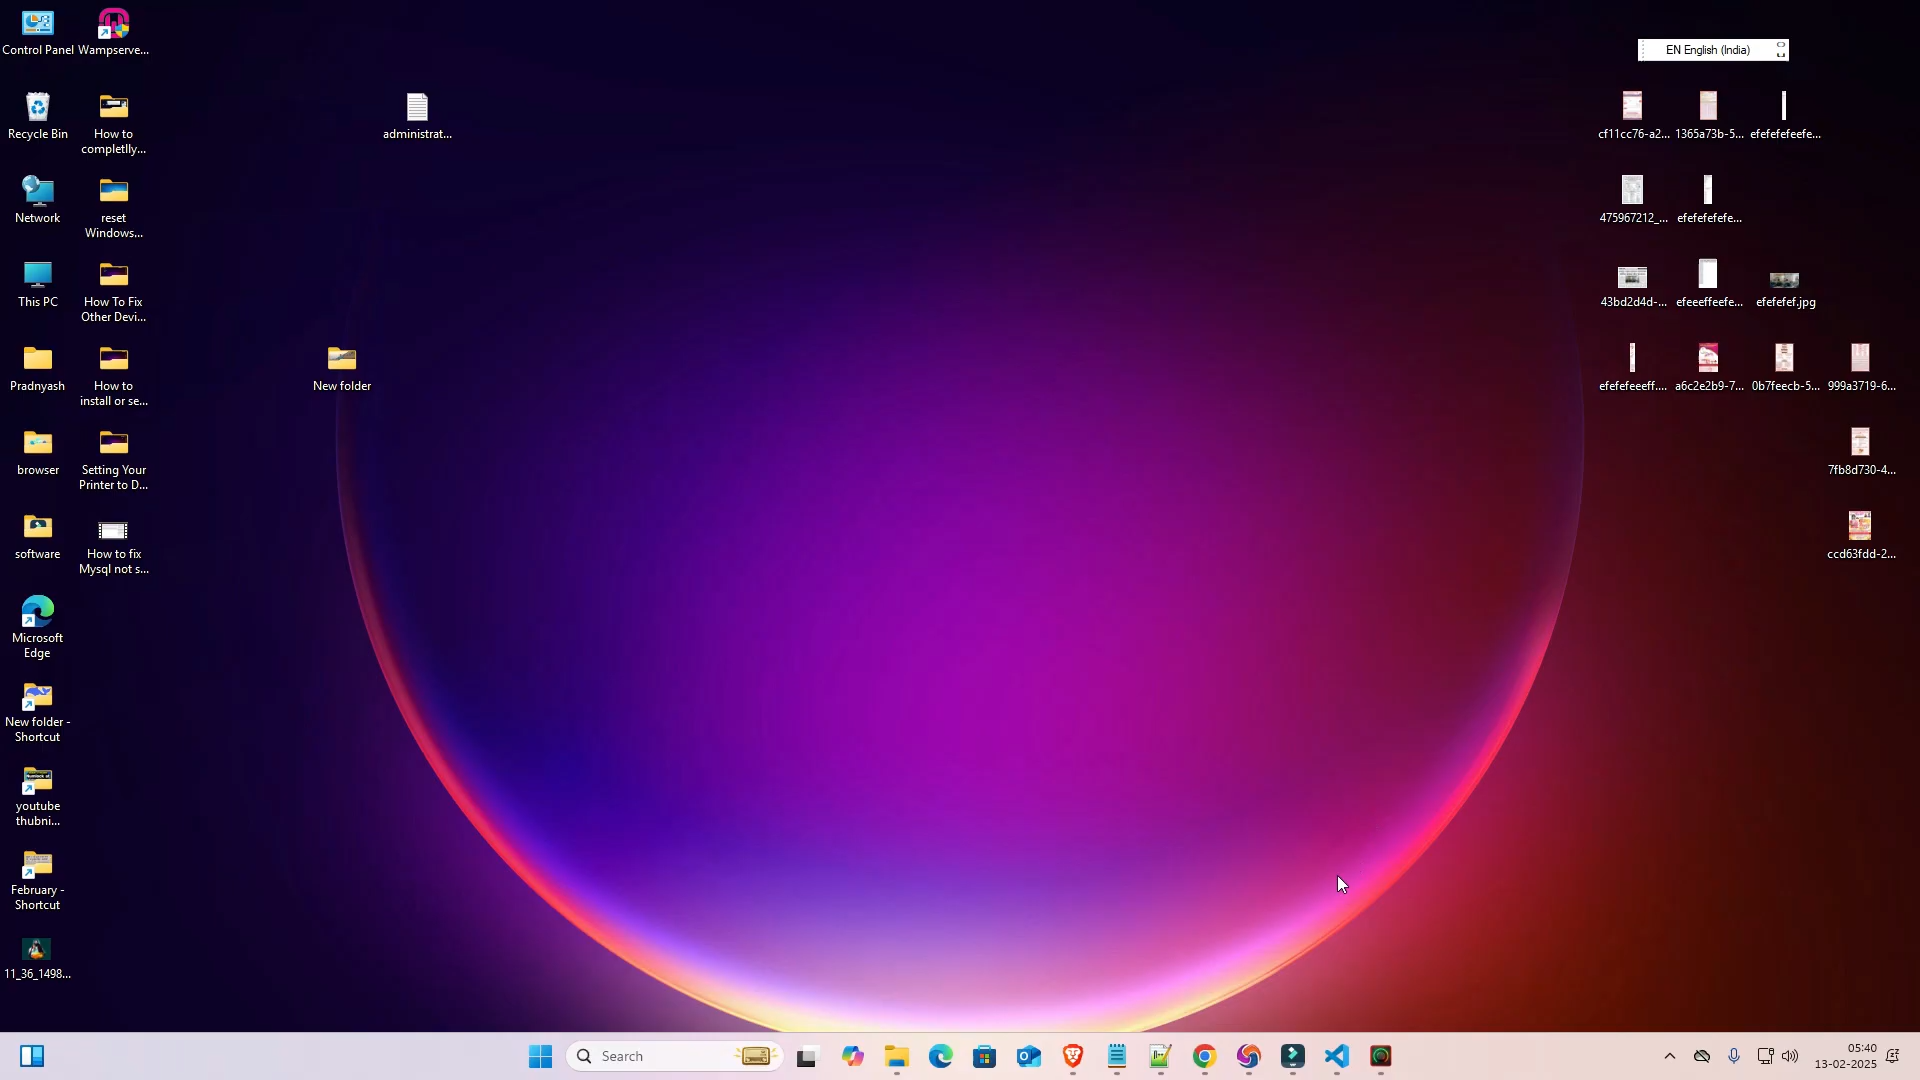 Control Panel
Wampserve...
Recycle Bin
How to
completlly...
Network
reset
Windows...
This PC
How To Fix
Other Devi...
Pradnyash
How to
install or se...
browser
Setting Your
Printer to D...
software
How to fix
Mysql not s...
Microsoft
Edge
New folder -
Shortcut
youtube
thubni...
February -
Shortcut
11_36_1498...
administrat...
New folder
EN English (India)
cf11cc76-a2...
1365a73b-5...
efefefefeefe...
475967212_...
efefefefefe...
43bd2d4d-...
efeeeffeefe...
efefefef.jpg
efefefeeeff....
a6c2e2b9-7...
0b7feecb-5...
999a3719-6...
7fb8d730-4...
ccd63fdd-2...
Search
05:40
13-02-2025